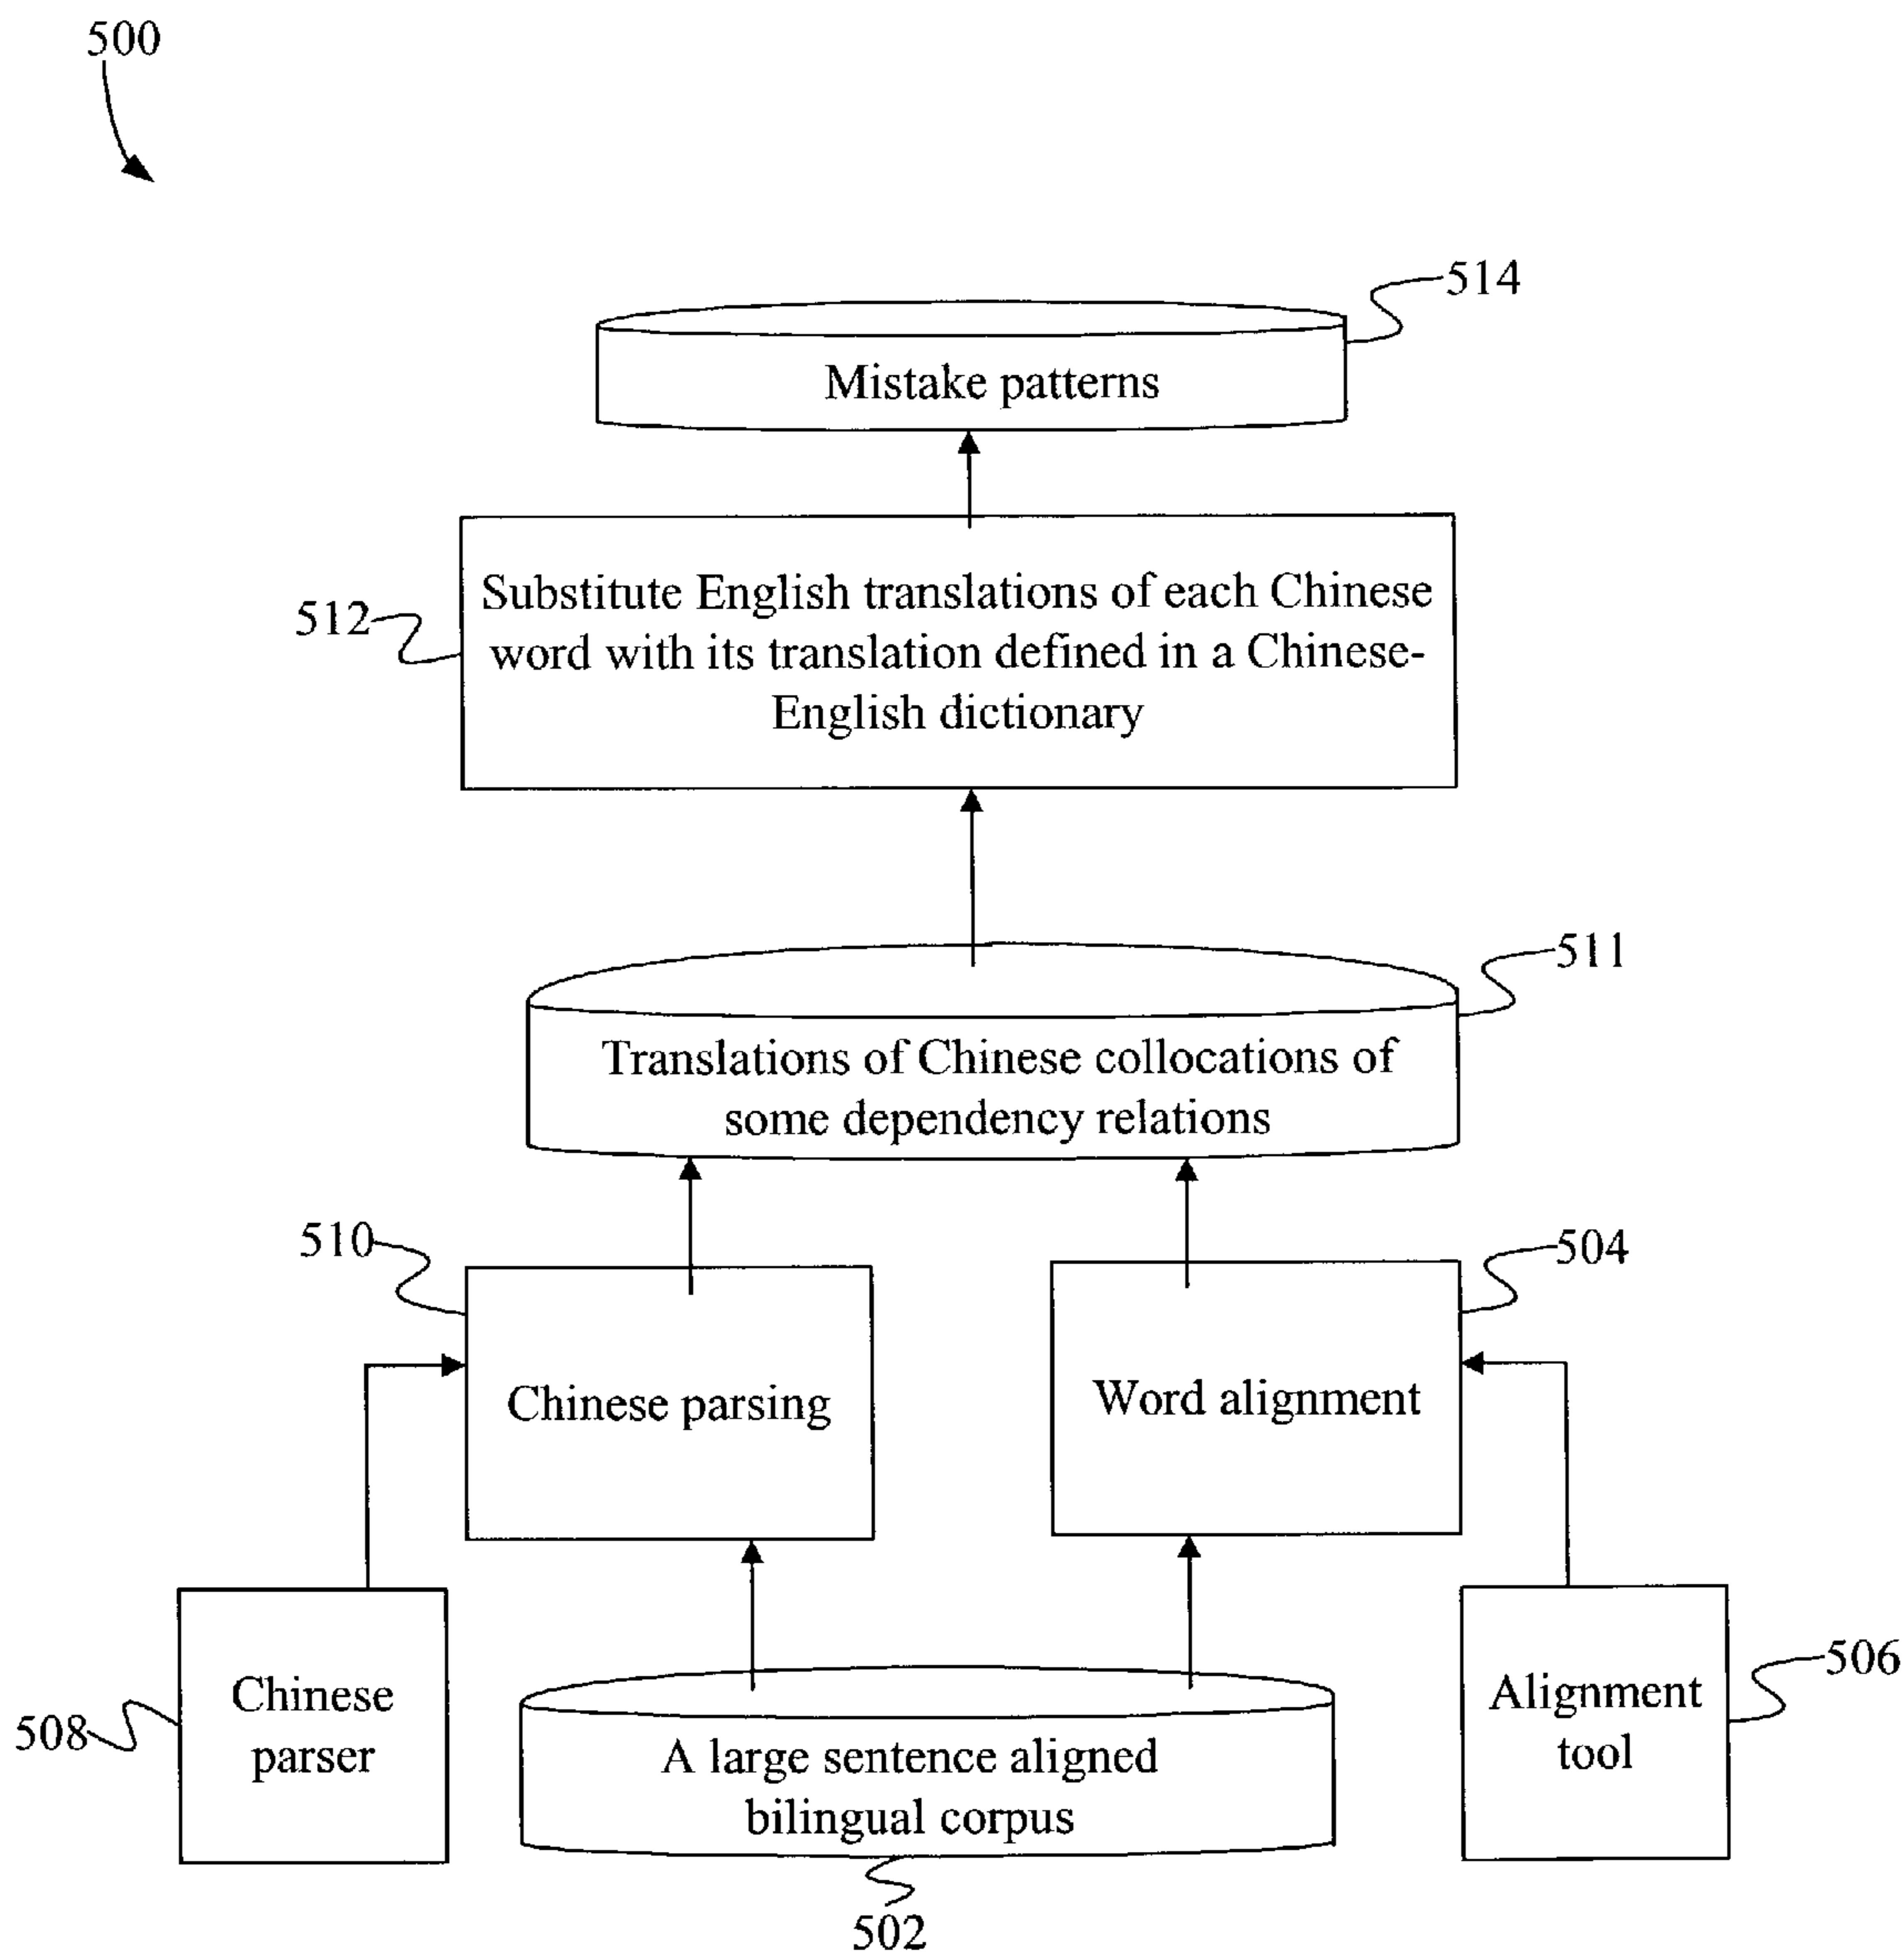 500
514
Mistake patterns
512
Substitute English translations of each Chinese
word with its translation defined in a Chinese-
English dictionary
511
Translations of Chinese collocations of
some dependency relations
510
504
Chinese parsing
Word alignment
508
Chinese
parser
A large sentence aligned
bilingual corpus
502
Alignment
tool
506